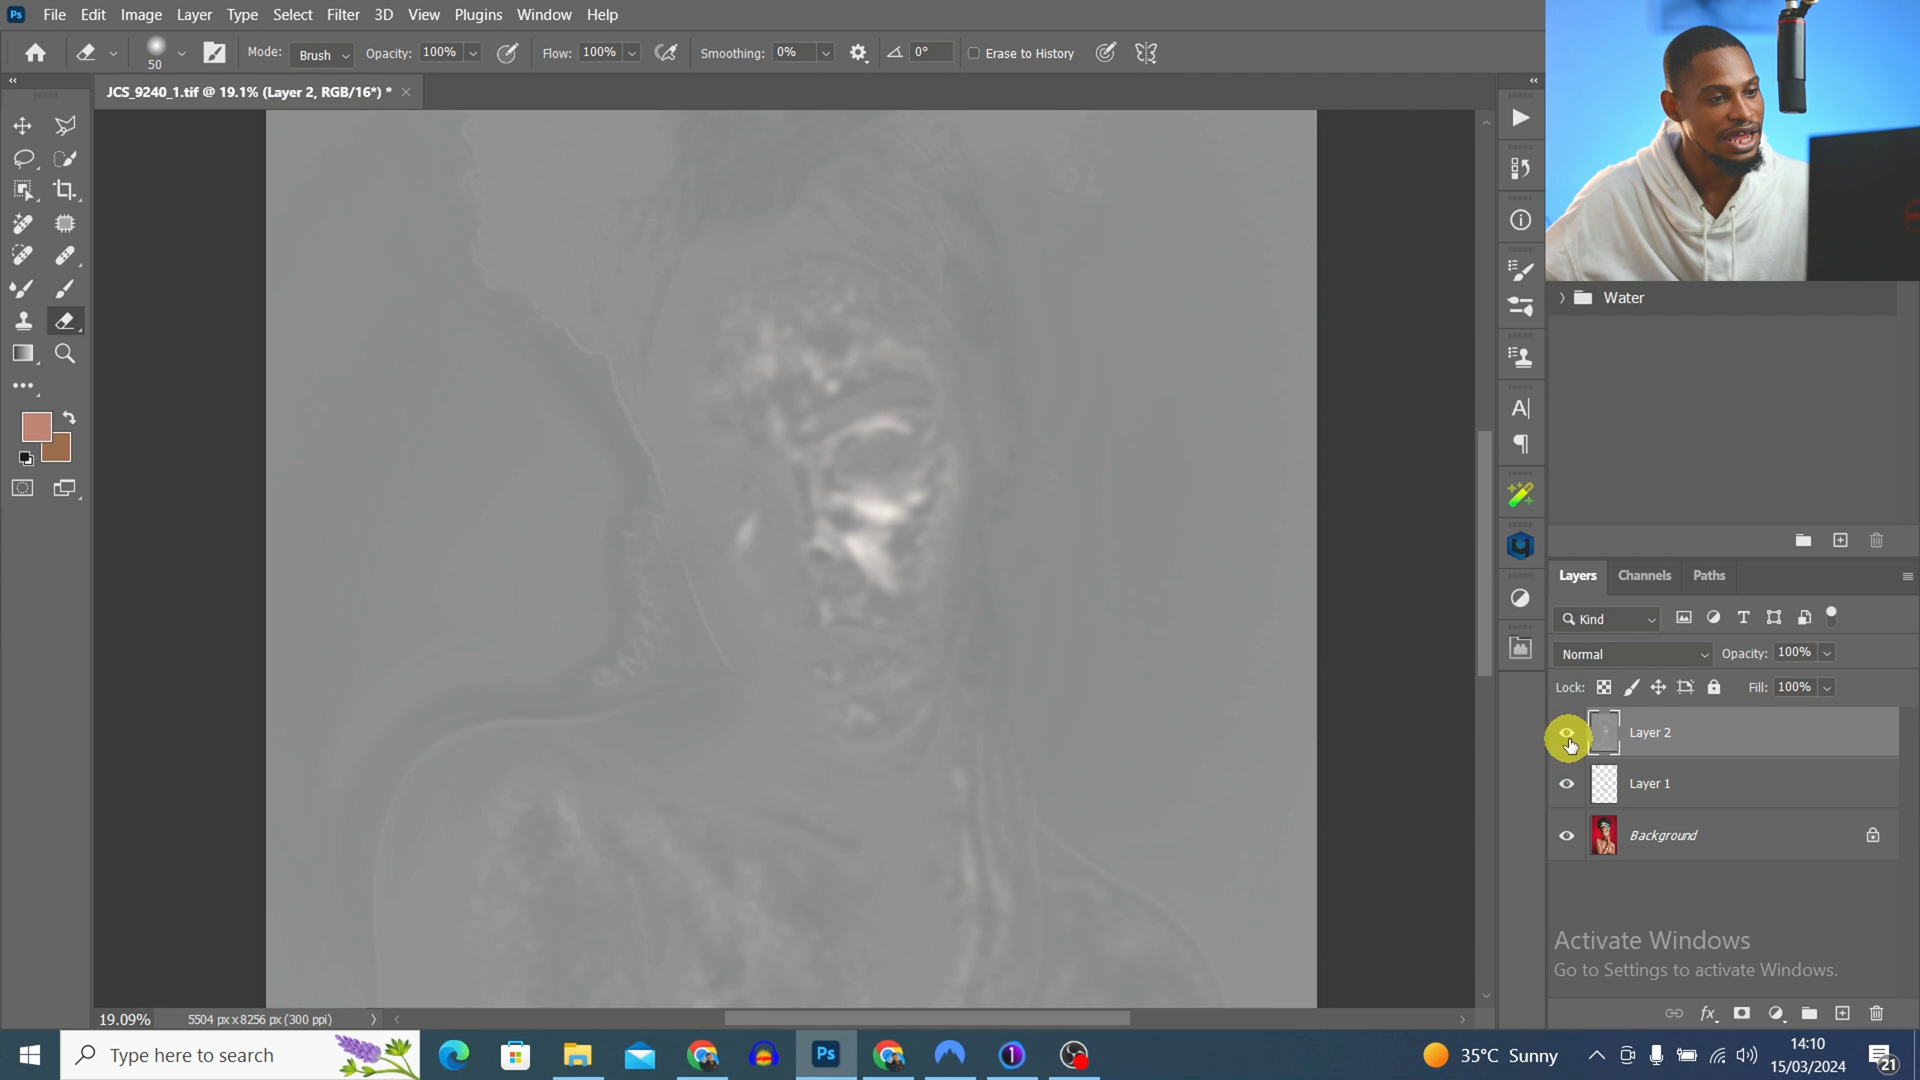 Ps File Edit Image Layer Type Select Filter 3D View Plugins Window Help
50 Mode: Brush Opacity: 100% Flow: 100% Smoothing: 0% 0° Erase to History
JCS_9240_1.tif @ 19.1% (Layer 2, RGB/16*) *
Water
Layers Channels Paths
Kind
Normal Opacity: 100%
Lock: Fill: 100%
Layer 2
Layer 1
Background
Activate Windows
Go to Settings to activate Windows.
19.09% 5504 px x 8256 px (300 ppi)
Type here to search
Ps
35°C Sunny
14:10
15/03/2024
21